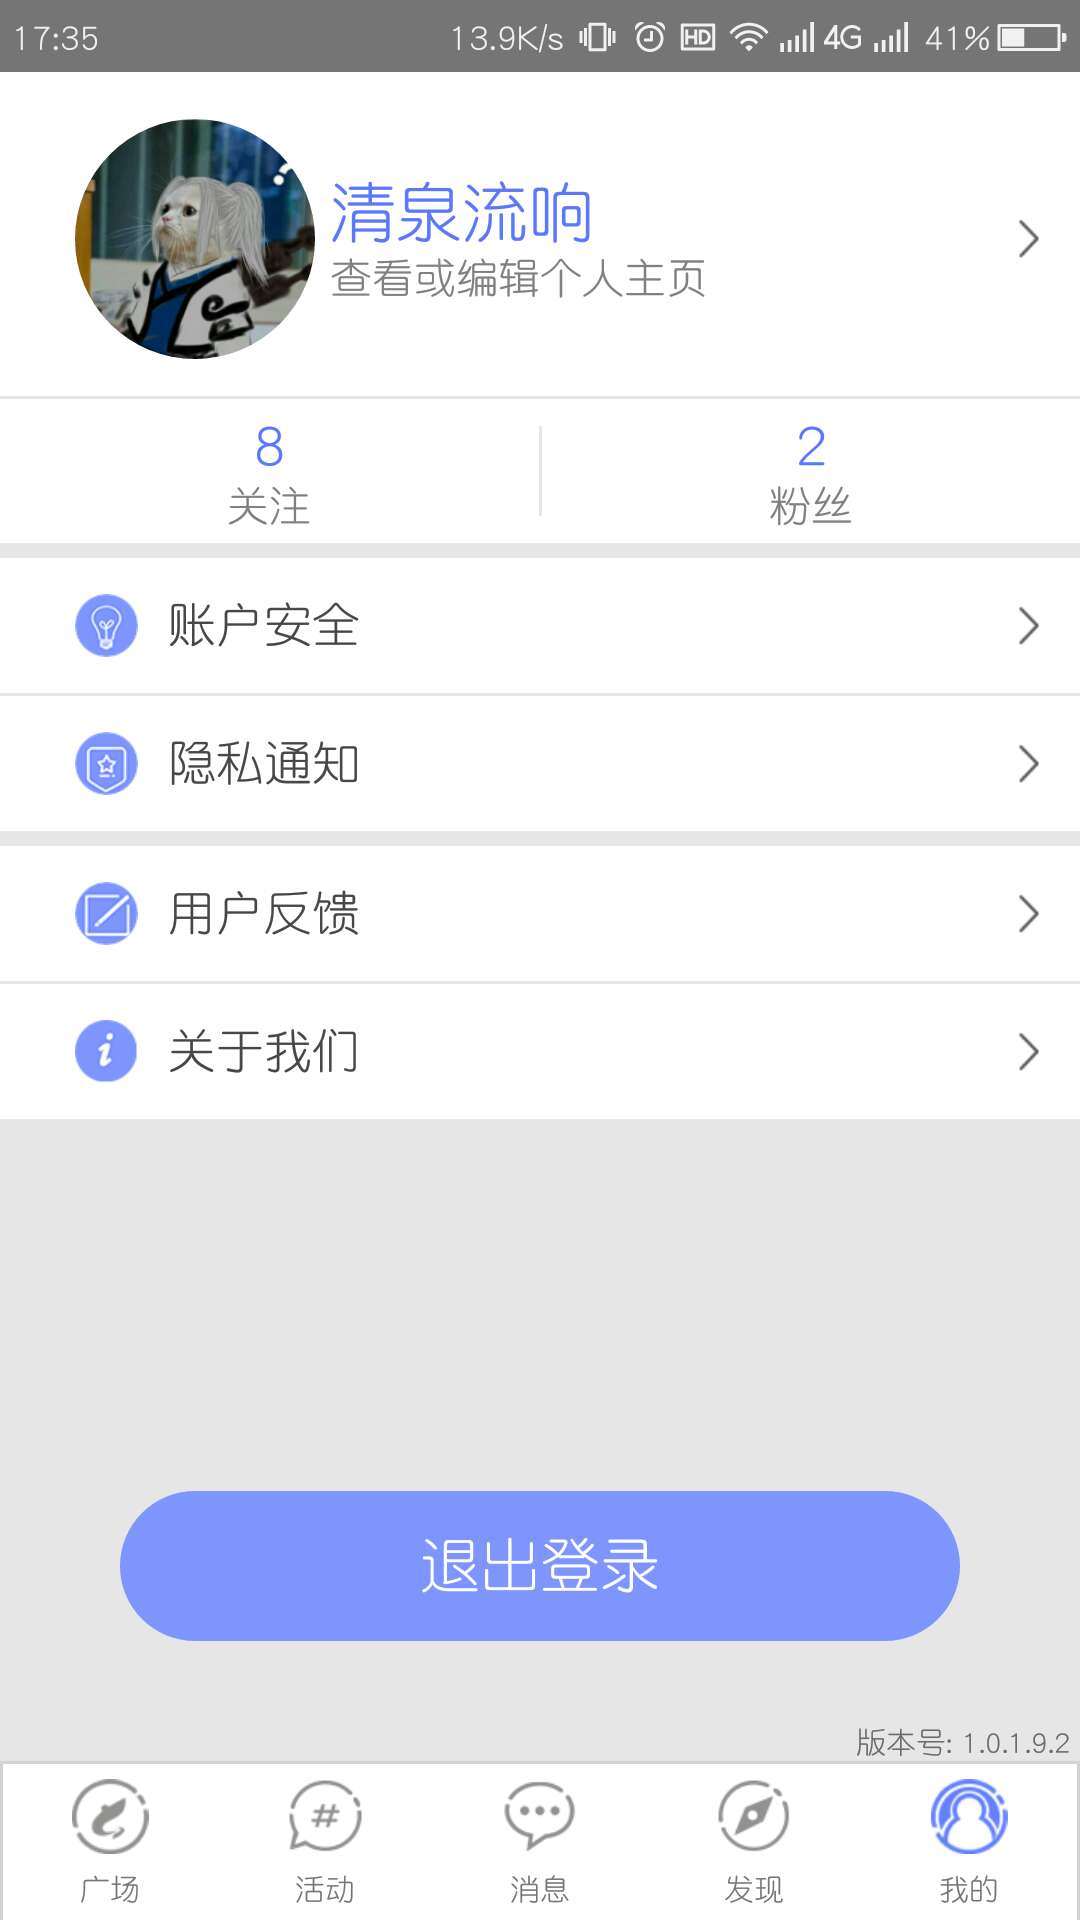 17:35 13.9K/s HD 4G 41%
清泉流响
查看或编辑个人主页
8 2
关注 粉丝
账户安全
隐私通知
用户反馈
关于我们
退出登录
版本号: 1.0.1.9.2
广场 活动 消息 发现 我的